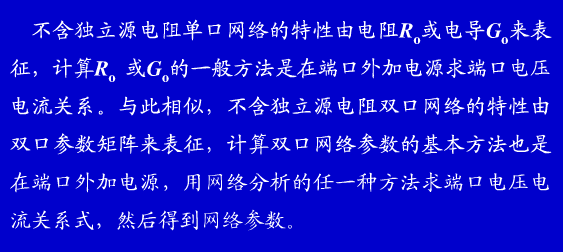 不含独立源电阻单口网络的特性由电阻Ro或电导Go来表
征，计算Ro 或Go的一般方法是在端口外加电源求端口电压
电流关系。与此相似，不含独立源电阻双口网络的特性由
双口参数矩阵来表征，计算双口网络参数的基本方法也是
在端口外加电源，用网络分析的任一种方法求端口电压电
流关系式，然后得到网络参数。